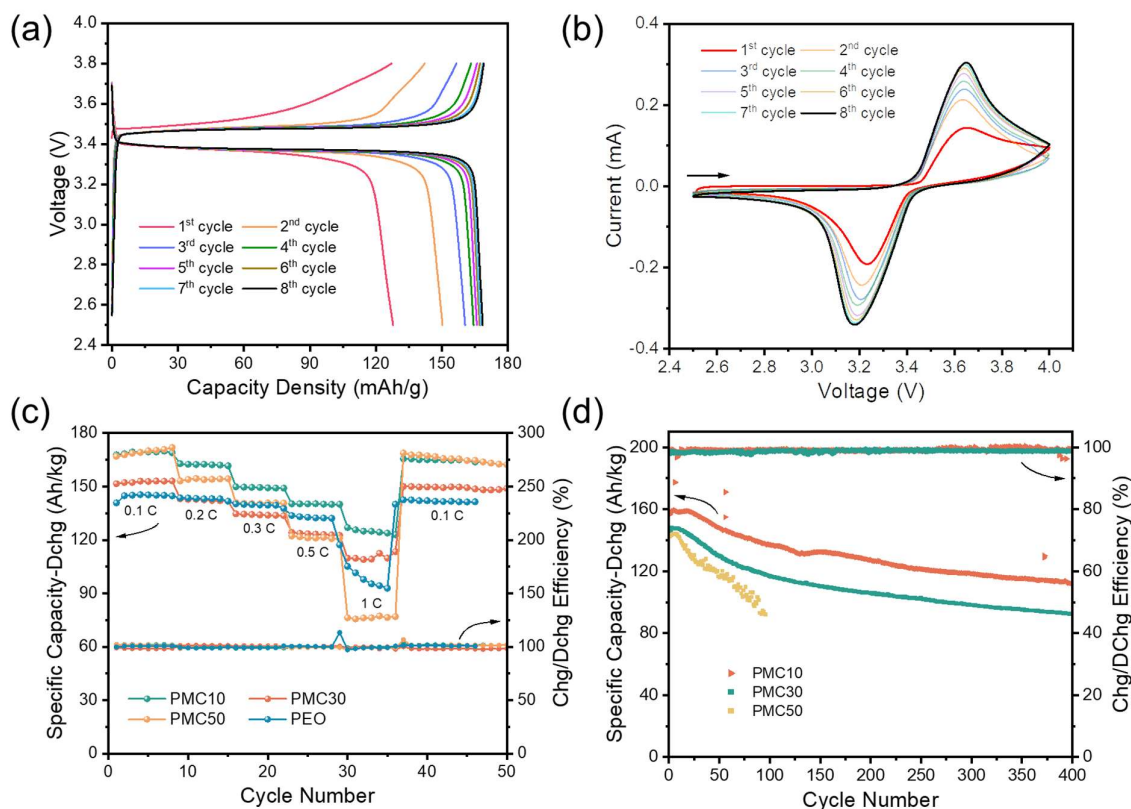 (a)
4.0
3.6
3.2
2.8
2.4
Voltage (V)
1st cycle 2nd cycle
3rd cycle 4th cycle
5th cycle 6th cycle
7th cycle 8th cycle
0 30 60 90 120 150 180
Capacity Density (mAh/g)
(b)
0.4
0.2
0.0
-0.2
-0.4
Current (mA)
1st cycle 2nd cycle
3rd cycle 4th cycle
5th cycle 6th cycle
7th cycle 8th cycle
2.4 2.6 2.8 3.0 3.2 3.4 3.6 3.8 4.0
Voltage (V)
(c)
180
150
120
90
60
30
0
Specific Capacity-Dchg (Ah/kg)
0.1 C
0.2 C
0.3 C
0.5 C
1 C
0.1 C
PMC10 PMC30
PMC50 PEO
300
250
200
150
100
50
0
Chg/Dchg Efficiency (%)
0 10 20 30 40 50
Cycle Number
(d)
200
160
120
80
40
0
Specific Capacity-Dchg (Ah/kg)
PMC10
PMC30
PMC50
100
80
60
40
20
0
Chg/DChg Efficiency (%)
0 50 100 150 200 250 300 350 400
Cycle Number